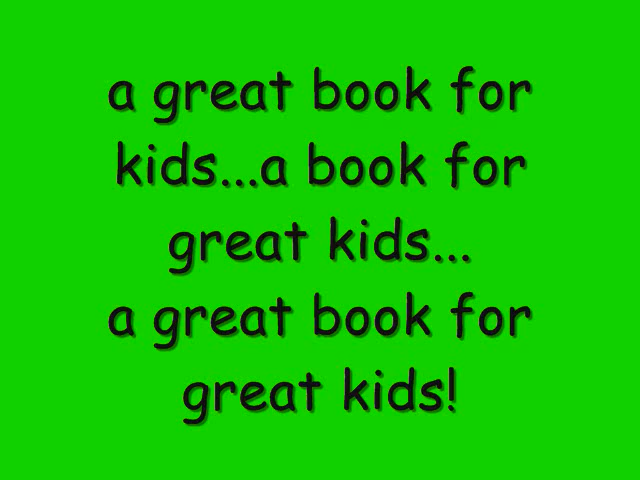 a great book for
kids...a book for
great kids...
a great book for
great kids!